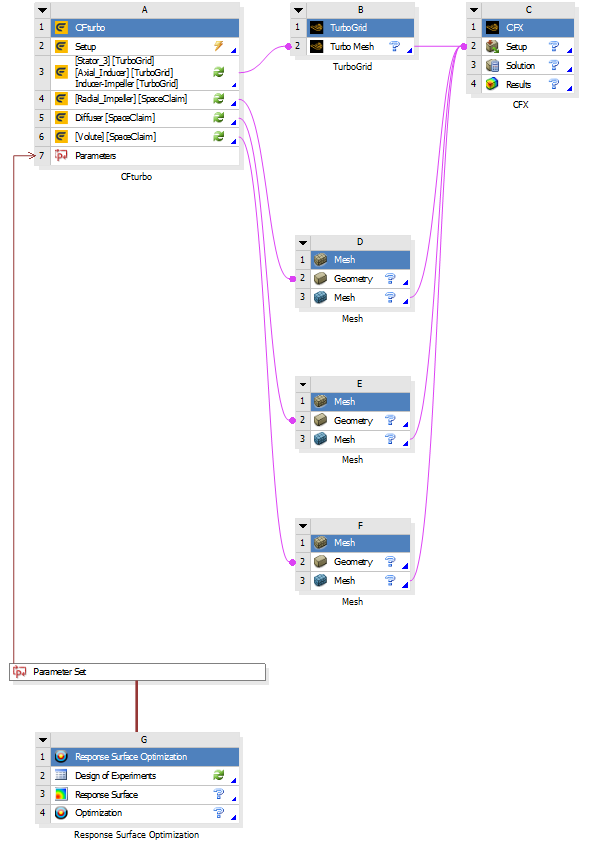 A
1 CFturbo
2 Setup
3 [Stator_3] [TurboGrid]
[Axial_Inducer] [TurboGrid]
Inducer-Impeller [TurboGrid]
4 [Radial_Impeller] [SpaceClaim]
5 Diffuser [SpaceClaim]
6 [Volute] [SpaceClaim]
7 Parameters
CFturbo
B
1 TurboGrid
2 Turbo Mesh ?
TurboGrid
C
1 CFX
2 Setup ?
3 Solution ?
4 Results ?
CFX
D
1 Mesh
2 Geometry ?
3 Mesh ?
Mesh
E
1 Mesh
2 Geometry ?
3 Mesh ?
Mesh
F
1 Mesh
2 Geometry ?
3 Mesh ?
Mesh
Parameter Set
G
1 Response Surface Optimization
2 Design of Experiments
3 Response Surface ?
4 Optimization ?
Response Surface Optimization